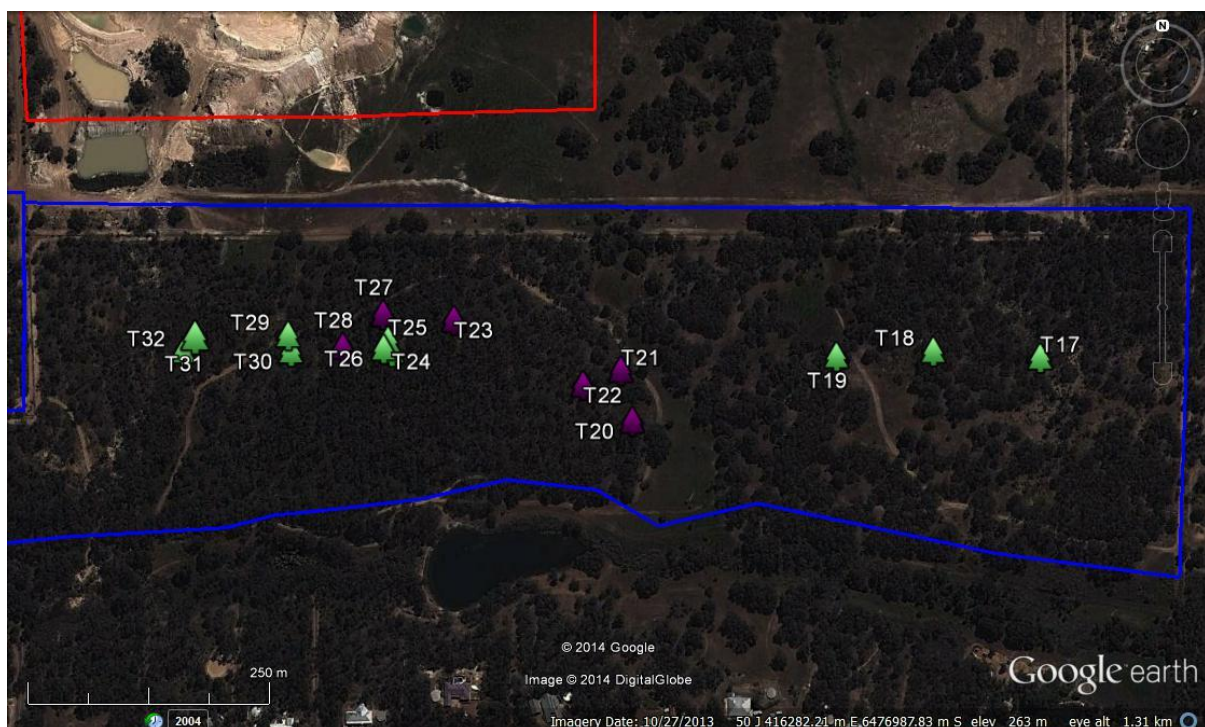 N
T27
T32
T29
T28
T25
T23
T31
T30
T26
T24
T21
T22
T20
T19
T18
T17
© 2014 Google
Image © 2014 DigitalGlobe
250 m
Google earth
2004
Imagery Date: 10/27/2013 50 J 416282.21 m E 6476987.83 m S elev 263 m eye alt 1.31 km